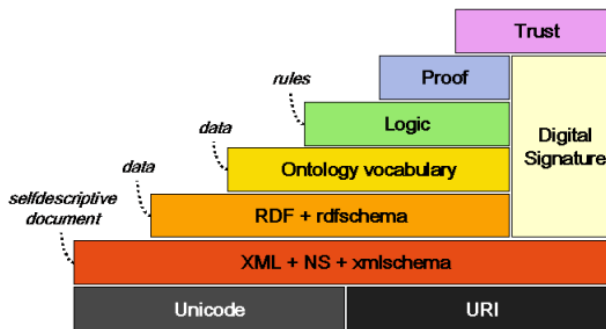 Trust
Proof
rules
Logic
Digital
Signature
data
Ontology vocabulary
data
RDF + rdfschema
selfdescriptive
document
XML + NS + xmlschema
Unicode
URI